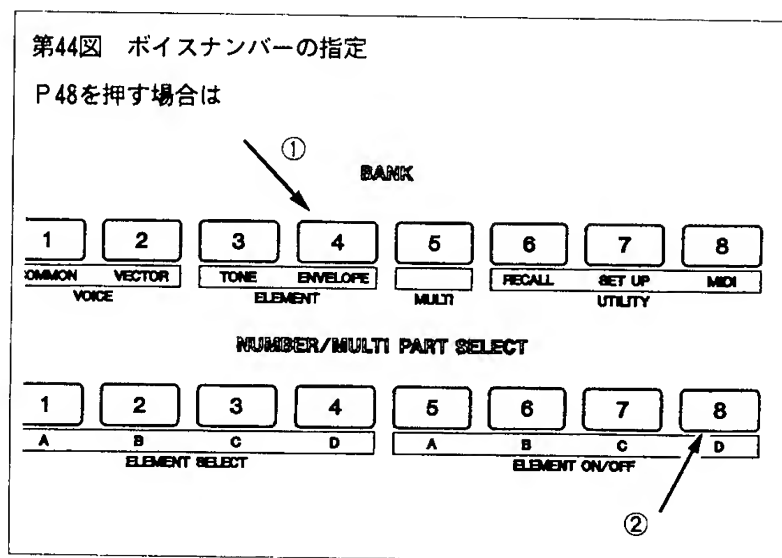 第44図 ボイスナンバーの指定
P48を押す場合は
①
BANK
1 2 3 4 5 6 7 8
COMMON VECTOR TONE ENVELOPE RECALL SET UP MIDI
VOICE ELEMENT MULTI UTILITY
NUMBER/MULTI PART SELECT
1 2 3 4 5 6 7 8
A B C D A B C D
ELEMENT SELECT ELEMENT ON/OFF
②